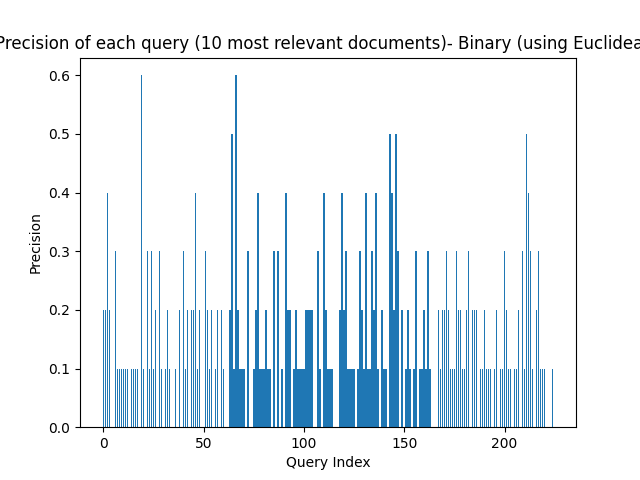 Precision of each query (10 most relevant documents)- Binary (using Euclidea
0.6
0.5
0.4
0.3
0.2
0.1
0.0
Precision
0 50 100 150 200
Query Index